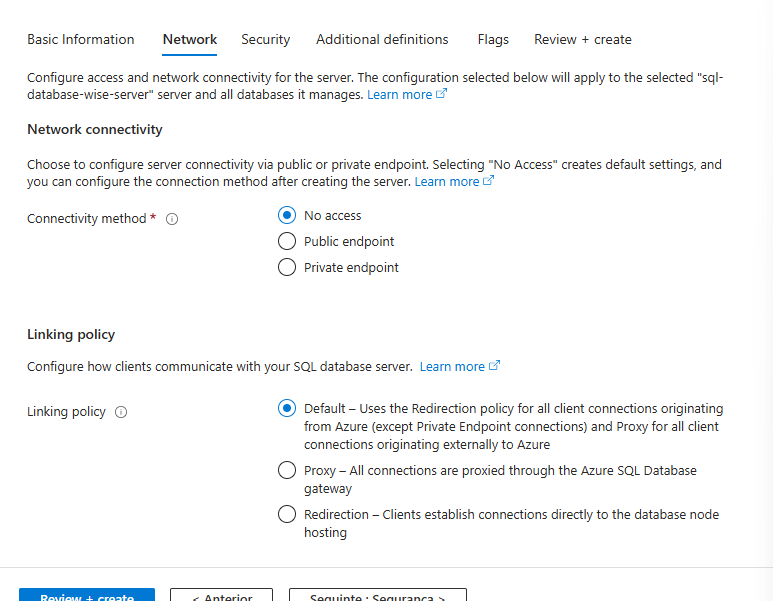 Basic Information Network Security Additional definitions Flags Review + create
Configure access and network connectivity for the server. The configuration selected below will apply to the selected "sql-
database-wise-server" server and all databases it manages. Learn more
Network connectivity
Choose to configure server connectivity via public or private endpoint. Selecting "No Access" creates default settings, and
you can configure the connection method after creating the server. Learn more
Connectivity method *
No access
Public endpoint
Private endpoint
Linking policy
Configure how clients communicate with your SQL database server. Learn more
Linking policy
Default – Uses the Redirection policy for all client connections originating
from Azure (except Private Endpoint connections) and Proxy for all client
connections originating externally to Azure
Proxy – All connections are proxied through the Azure SQL Database
gateway
Redirection – Clients establish connections directly to the database node
hosting
Review + create < Anterior Seguinte : Segurança >